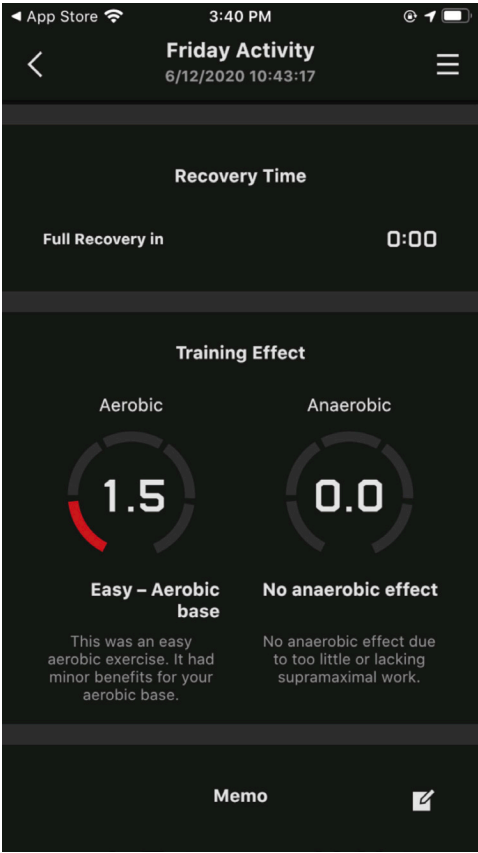 App Store
3:40 PM
Friday Activity
6/12/2020 10:43:17
Recovery Time
Full Recovery in
0:00
Training Effect
Aerobic
Anaerobic
1.5
0.0
Easy – Aerobic
base
No anaerobic effect
This was an easy
aerobic exercise. It had
minor benefits for your
aerobic base.
No anaerobic effect due
to too little or lacking
supramaximal work.
Memo